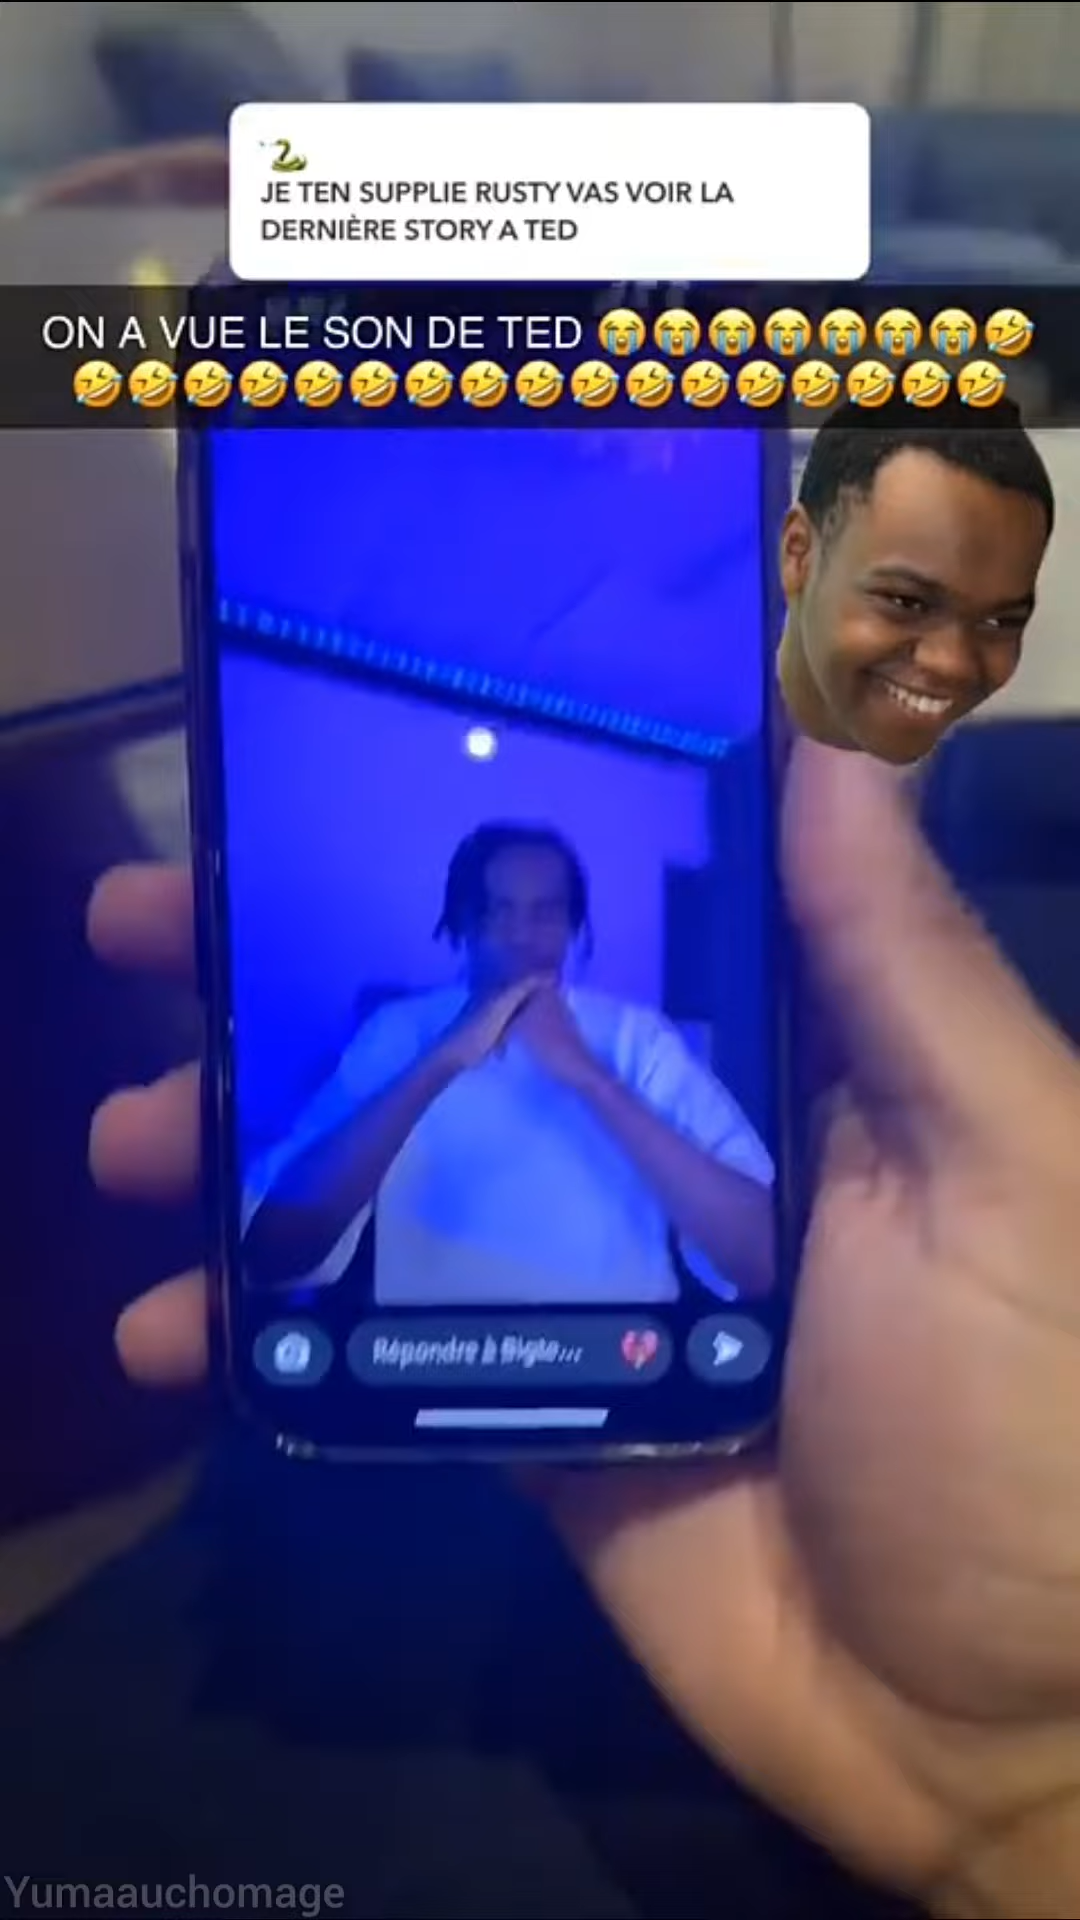 JE TEN SUPPLIE RUSTY VAS VOIR LA
DERNIÈRE STORY A TED
ON A VUE LE SON DE TED 😭😭😭😭😭😭😭🤣
🤣🤣🤣🤣🤣🤣🤣🤣🤣🤣🤣🤣🤣🤣🤣🤣🤣
Répondre à
Yumaauchomage